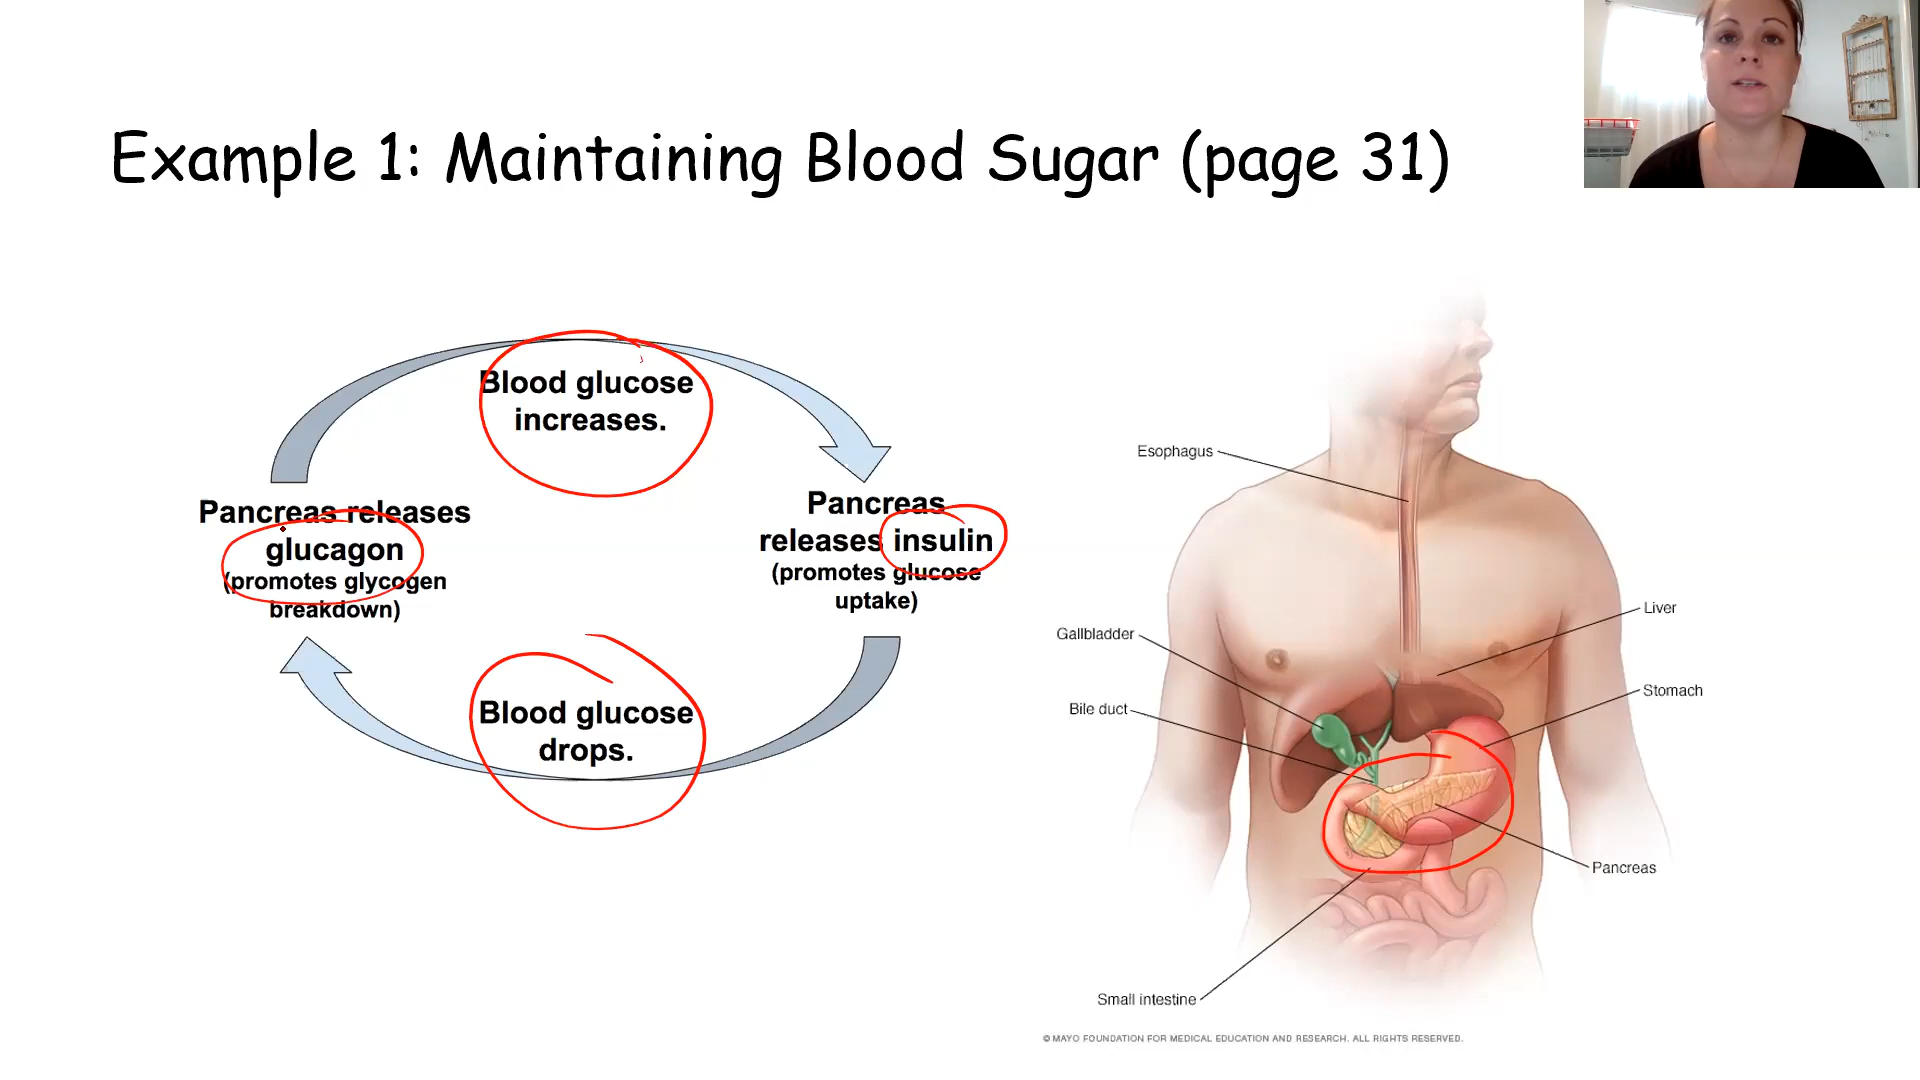 Example 1: Maintaining Blood Sugar (page 31)
Blood glucose
increases.
Pancreas releases
glucagon
(promotes glycogen
breakdown)
Pancreas
releases insulin
(promotes glucose
uptake)
Blood glucose
drops.
Esophagus
Liver
Gallbladder
Stomach
Bile duct
Pancreas
Small intestine
© MAYO FOUNDATION FOR MEDICAL EDUCATION AND RESEARCH. ALL RIGHTS RESERVED.